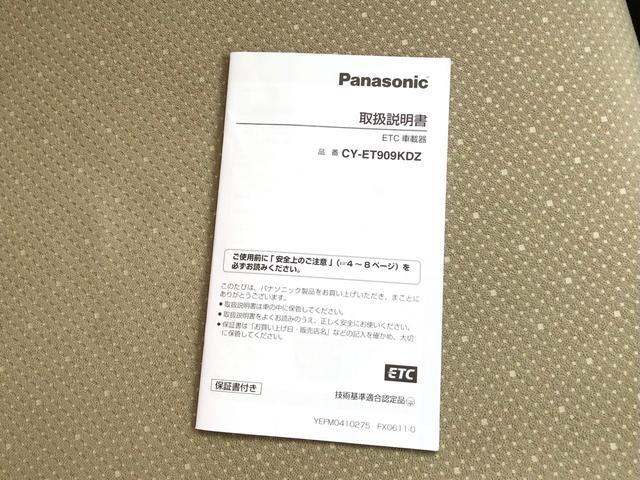 Panasonic
取扱説明書
ETC 車載器
品 番 CY-ET909KDZ
ご使用前に「安全上のご注意」(☞4～8ページ)を
必ずお読みください。
このたびは、パナソニック製品をお買い上げいただき、まことに
ありがとうございます。
● 取扱説明書は車の中に保管してください。
● 取扱説明書をよくお読みのうえ、正しく安全にお使いください。
● 保証書は「お買い上げ日・販売店名」などの記入を確かめ、大切
に保管してください。
ETC
保証書付き
技術基準適合認定品
YEFM0410275 FX0611-0